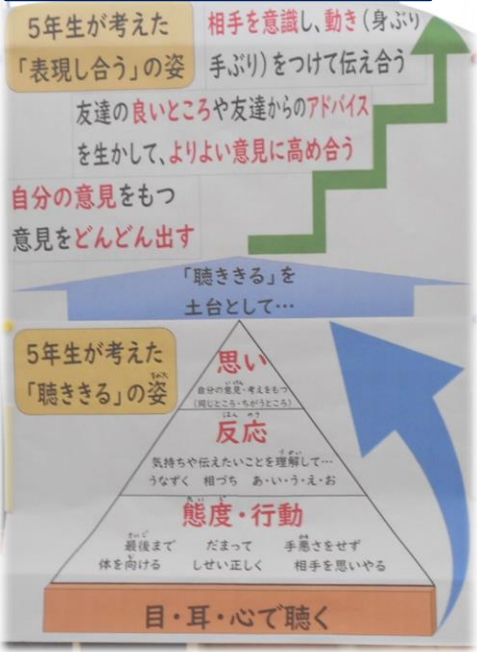 5年生が考えた
「表現し合う」の姿
相手を意識し、動き（身ぶり
手ぶり）をつけて伝え合う
友達の良いところや友達からのアドバイス
を生かして、よりよい意見に高め合う
自分の意見をもつ
意見をどんどん出す
「聴ききる」を
土台として…
5年生が考えた
「聴ききる」の姿
思い
自分の意見・考えをもつ
（同じところ・ちがうところ）
反応
気持ちや伝えたいことを理解して…
うなずく 相づち あ・い・う・え・お
態度・行動
最後まで だまって 手悪さをせず
体を向ける しせい正しく 相手を思いやる
目・耳・心で聴く